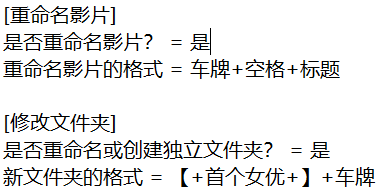 [重命名影片]
是否重命名影片？ = 是
重命名影片的格式 = 车牌+空格+标题
[修改文件夹]
是否重命名或创建独立文件夹？ = 是
新文件夹的格式 = 【+首个女优+】+车牌